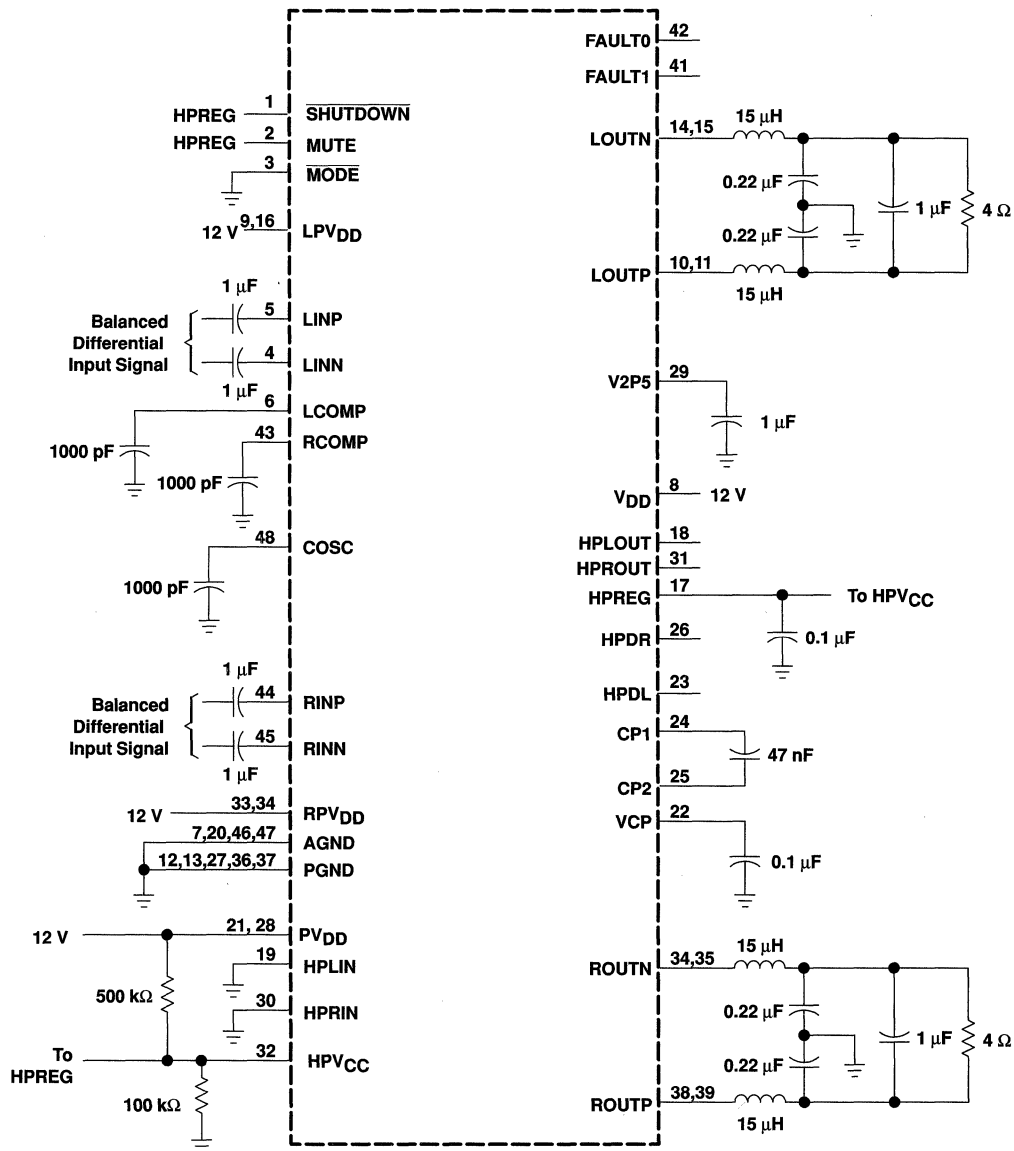 FAULT0 42
FAULT1 41
HPREG 1 SHUTDOWN
HPREG 2 MUTE
3 MODE
12 V 9,16 LPVDD
1 μF
5 LINP
Balanced
Differential
Input Signal
4 LINN
1 μF
6 LCOMP
1000 pF
43 RCOMP
1000 pF
48 COSC
1000 pF
1 μF
44 RINP
Balanced
Differential
Input Signal
45 RINN
1 μF
12 V 33,34 RPVDD
7,20,46,47 AGND
12,13,27,36,37 PGND
12 V 21, 28 PVDD
19 HPLIN
500 kΩ
30 HPRIN
To
HPREG
32 HPVCC
100 kΩ
LOUTN 14,15 15 μH
0.22 μF
0.22 μF
1 μF
4 Ω
LOUTP 10,11 15 μH
V2P5 29
1 μF
VDD 8 12 V
HPLOUT 18
HPROUT 31
HPREG 17 To HPVCC
0.1 μF
HPDR 26
HPDL 23
CP1 24
47 nF
CP2 25
VCP 22
0.1 μF
ROUTN 34,35 15 μH
0.22 μF
0.22 μF
1 μF
4 Ω
ROUTP 38,39 15 μH